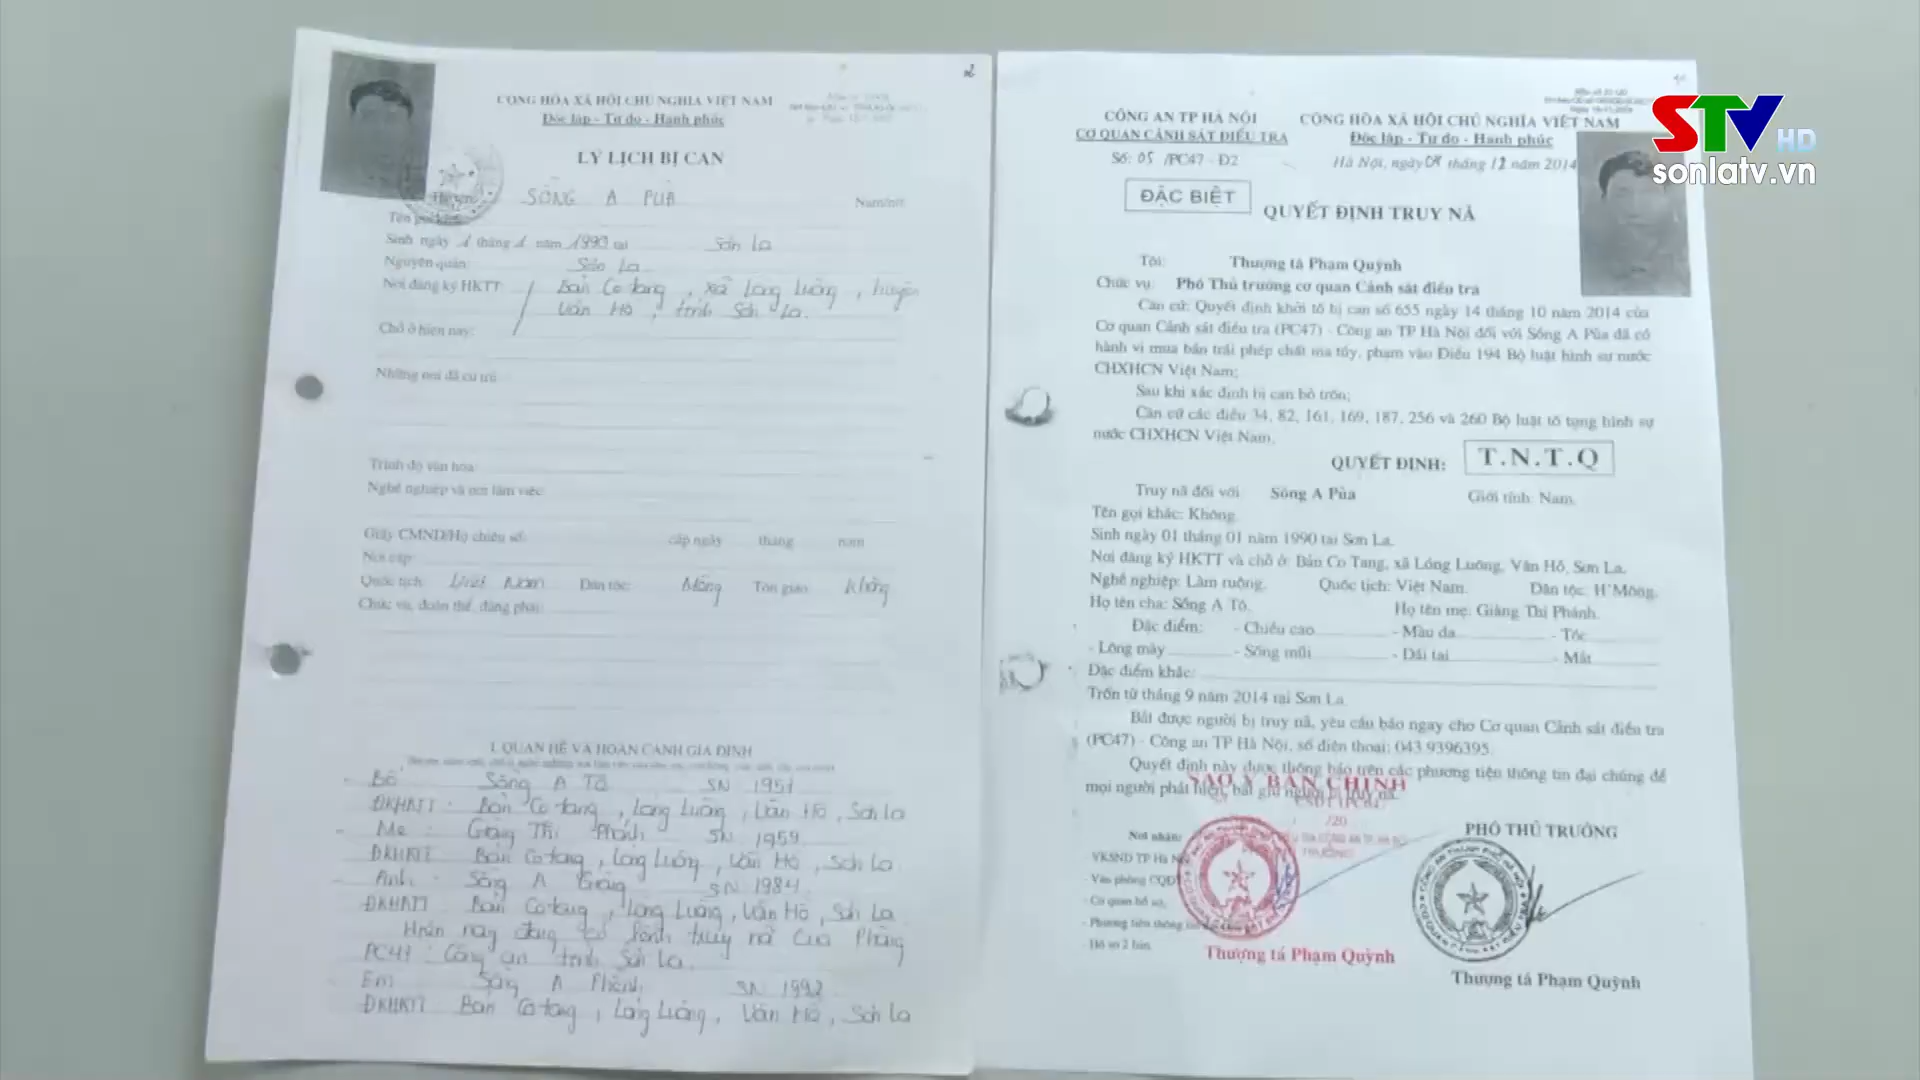 STV HD
sonlatv.vn
CỘNG HÒA XÃ HỘI CHỦ NGHĨA VIỆT NAM
Độc lập - Tự do - Hạnh phúc
LÝ LỊCH BỊ CAN
SỒNG A PỦA
Nam/nữ:
Sinh ngày 1 tháng 1 năm 1990 tại Sơn La
Nguyên quán: Sơn La
Nơi đăng ký HKTT: Bản Co tang, xã Lóng Luông, huyện
Vân Hồ, tỉnh Sơn La.
Chỗ ở hiện nay:
Những nơi đã cư trú:
Trình độ văn hóa:
Nghề nghiệp và nơi làm việc:
Giấy CMND/Hộ chiếu số: cấp ngày tháng năm
Nơi cấp:
Quốc tịch: Việt Nam Dân tộc: Mông Tôn giáo: Không
Chức vụ, đoàn thể, đảng phái:
I. QUAN HỆ VÀ HOÀN CẢNH GIA ĐÌNH
- Bố Sồng A Tô SN 1951
ĐKHKTT: Bản Co tang, Lóng Luông, Vân Hồ, Sơn La
- Mẹ: Giàng Thị Phánh SN 1959
ĐKHKTT Bản Co tang, Lóng Luông, Vân Hồ, Sơn La
- Anh: Sồng A Giàng SN 1984
ĐKHKTT Bản Co tang, Lóng Luông, Vân Hồ, Sơn La
Hiện nay đang có lệnh truy nã của Phòng
PC47 - Công an tỉnh Sơn La
- Em Sồng A SN 1992
ĐKHKTT Bản Co tang, Lóng Luông, Vân Hồ, Sơn La
CÔNG AN TP HÀ NỘI
CƠ QUAN CẢNH SÁT ĐIỀU TRA
Số: 05 /PC47 - Đ2
CỘNG HÒA XÃ HỘI CHỦ NGHĨA VIỆT NAM
Độc lập - Tự do - Hạnh phúc
Hà Nội, ngày tháng 12 năm 2014
ĐẶC BIỆT
QUYẾT ĐỊNH TRUY NÃ
Tôi: Thượng tá Phạm Quỳnh
Chức vụ: Phó Thủ trưởng cơ quan Cảnh sát điều tra
Căn cứ: Quyết định khởi tố bị can số 655 ngày 14 tháng 10 năm 2014 của
Cơ quan Cảnh sát điều tra (PC47) - Công an TP Hà Nội đối với Sồng A Pủa đã có
hành vi mua bán trái phép chất ma túy, phạm vào Điều 194 Bộ luật hình sự nước
CHXHCN Việt Nam;
Sau khi xác định bị can bỏ trốn;
Căn cứ các điều 34, 82, 161, 169, 187, 256 và 260 Bộ luật tố tụng hình sự
nước CHXHCN Việt Nam,
QUYẾT ĐỊNH: T.N.T.Q
Truy nã đối với: Sồng A Pủa Giới tính: Nam.
Tên gọi khác: Không.
Sinh ngày 01 tháng 01 năm 1990 tại Sơn La.
Nơi đăng ký HKTT và chỗ ở: Bản Co Tang, xã Lóng Luông, Vân Hồ, Sơn La.
Nghề nghiệp: Làm ruộng. Quốc tịch: Việt Nam. Dân tộc: H'Mông.
Họ tên cha: Sồng A Tô. Họ tên mẹ: Giàng Thị Phánh.
Đặc điểm: - Chiều cao - Màu da - Tóc
- Lông mày - Sống mũi - Dái tai - Mắt
Đặc điểm khác:
Trốn từ tháng 9 năm 2014 tại Sơn La.
Bắt được người bị truy nã, yêu cầu báo ngay cho Cơ quan Cảnh sát điều tra
(PC47) - Công an TP Hà Nội, số điện thoại: 043 9396395.
Quyết định này được thông báo trên các phương tiện thông tin đại chúng để
mọi người phát hiện, bắt giữ người bị truy nã.
SAO Y BẢN CHÍNH
Nơi nhận:
- VKSND TP Hà
- Văn phòng CQĐT
- Cơ quan hồ sơ,
- Phương tiện thông tin
- Hồ sơ 2 bản.
Thượng tá Phạm Quỳnh
PHÓ THỦ TRƯỞNG
Thượng tá Phạm Quỳnh